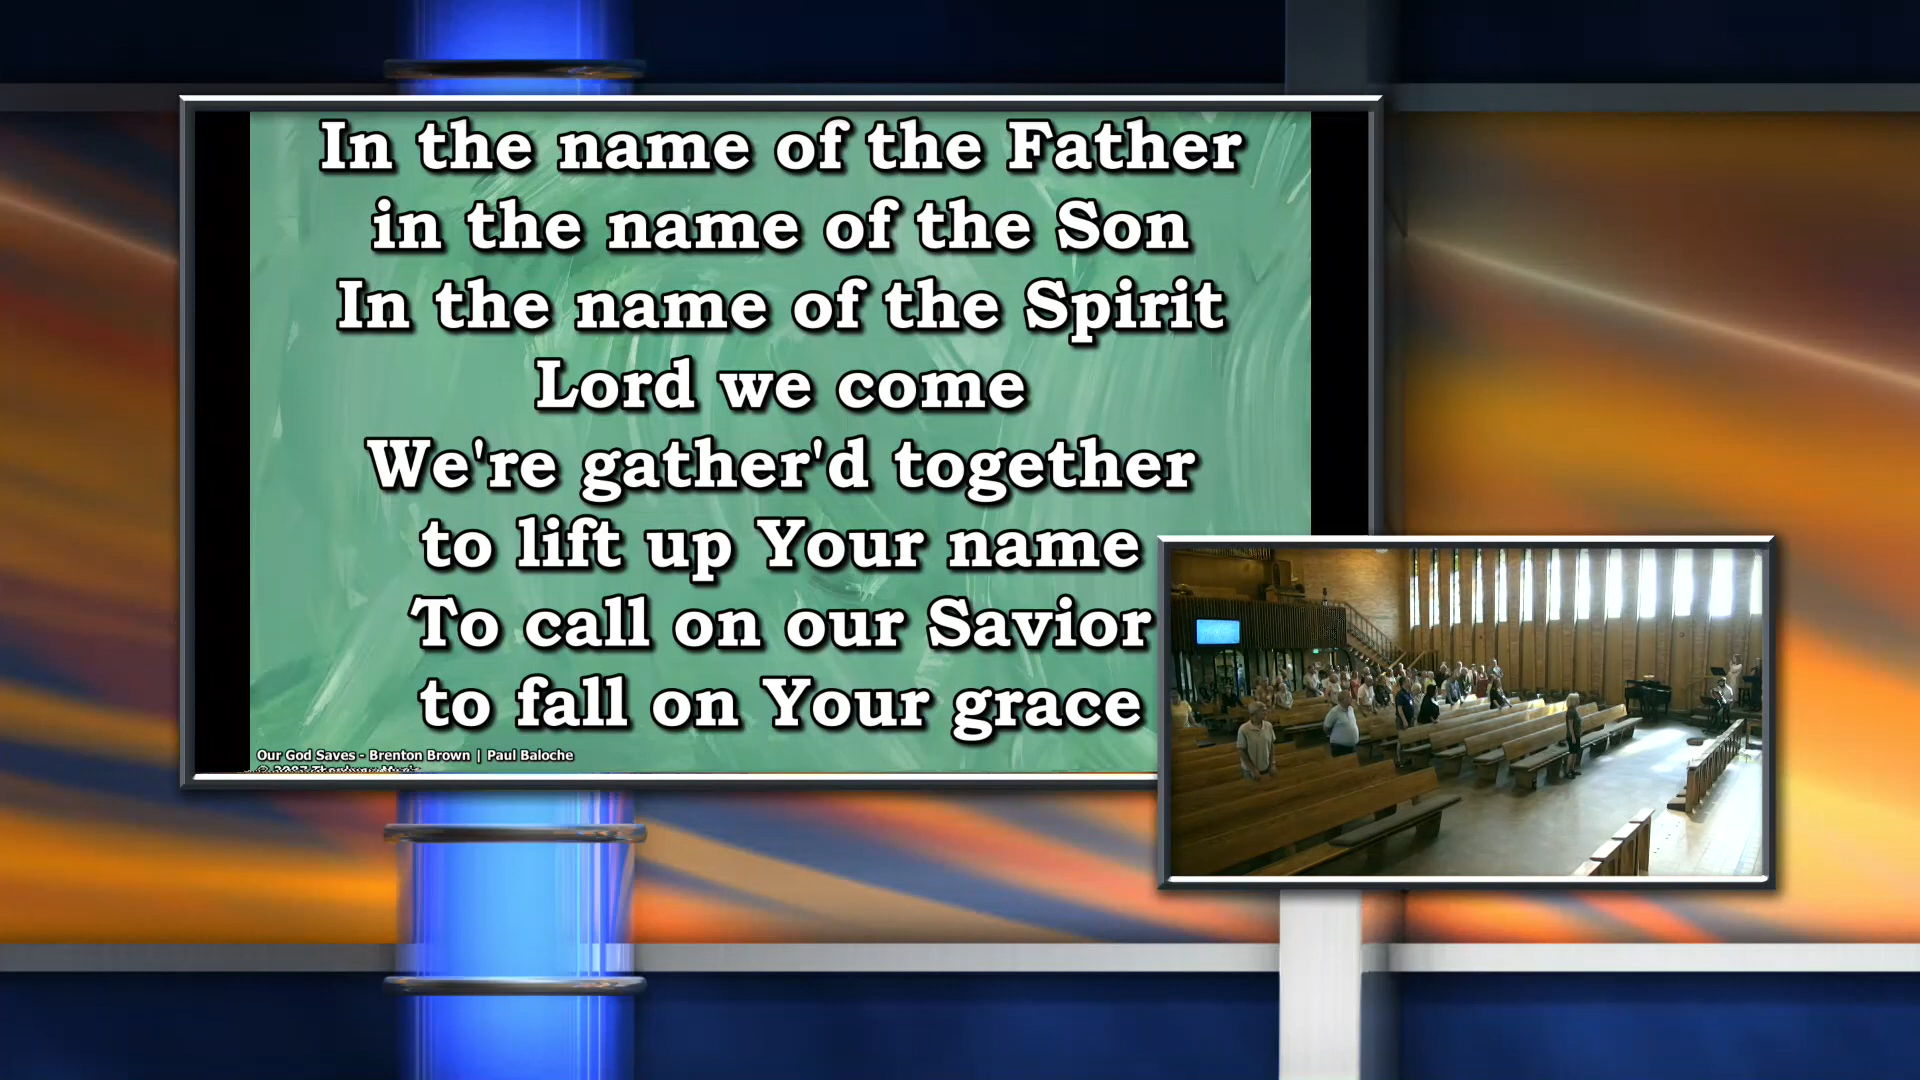 In the name of the Father
in the name of the Son
In the name of the Spirit
Lord we come
We're gather'd together
to lift up Your name
To call on our Savior
to fall on Your grace
Our God Saves - Brenton Brown | Paul Baloche